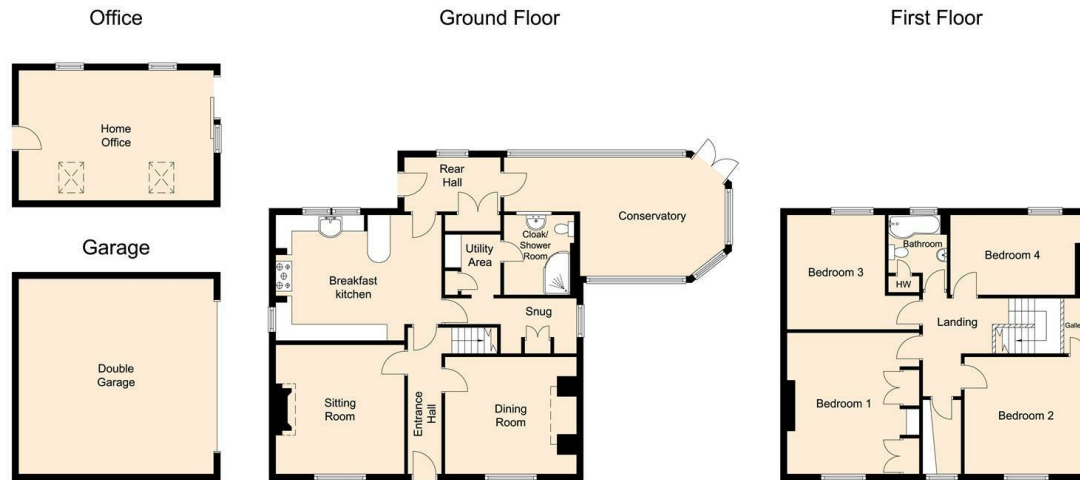 Office
Ground Floor
First Floor
Home
Office
Garage
Double
Garage
Rear
Hall
Conservatory
Cloak/
Shower
Room
Utility
Area
Breakfast
kitchen
Snug
Sitting
Room
Entrance
Hall
Dining
Room
Bedroom 3
Bathroom
HW
Bedroom 4
Landing
Galle
Bedroom 1
Bedroom 2